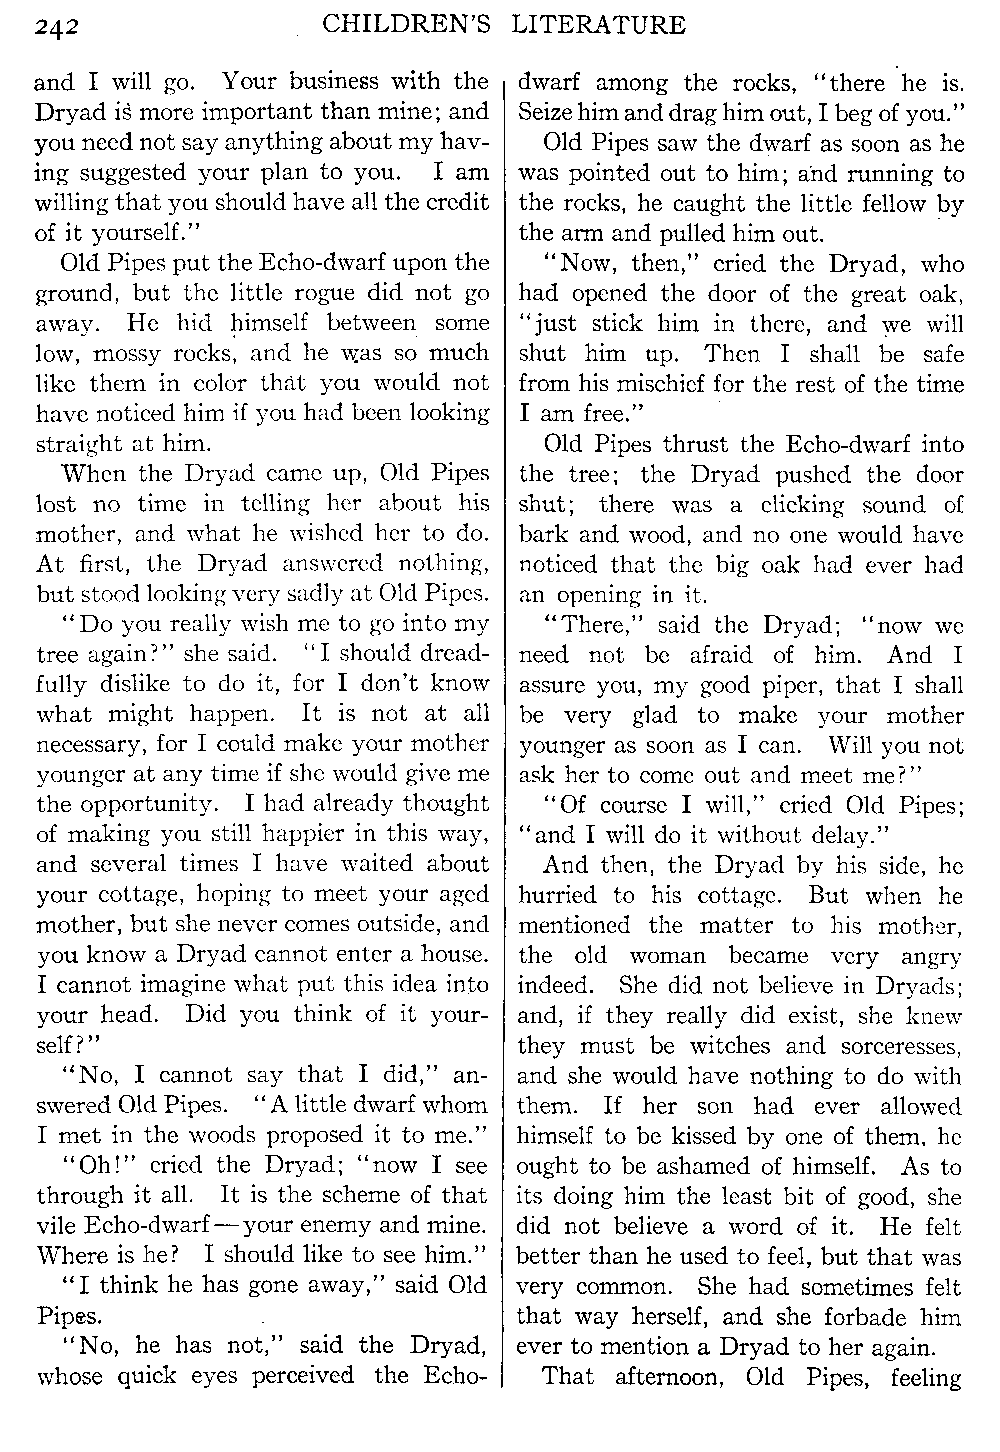 242 CHILDREN'S LITERATURE
and I will go. Your business with the
Dryad is more important than mine; and
you need not say anything about my hav-
ing suggested your plan to you. I am
willing that you should have all the credit
of it yourself."
Old Pipes put the Echo-dwarf upon the
ground, but the little rogue did not go
away. He hid himself between some
low, mossy rocks, and he was so much
like them in color that you would not
have noticed him if you had been looking
straight at him.
When the Dryad came up, Old Pipes
lost no time in telling her about his
mother, and what he wished her to do.
At first, the Dryad answered nothing,
but stood looking very sadly at Old Pipes.
"Do you really wish me to go into my
tree again?" she said. "I should dread-
fully dislike to do it, for I don't know
what might happen. It is not at all
necessary, for I could make your mother
younger at any time if she would give me
the opportunity. I had already thought
of making you still happier in this way,
and several times I have waited about
your cottage, hoping to meet your aged
mother, but she never comes outside, and
you know a Dryad cannot enter a house.
I cannot imagine what put this idea into
your head. Did you think of it your-
self?"
"No, I cannot say that I did," an-
swered Old Pipes. "A little dwarf whom
I met in the woods proposed it to me."
"Oh!" cried the Dryad; "now I see
through it all. It is the scheme of that
vile Echo-dwarf—your enemy and mine.
Where is he? I should like to see him."
"I think he has gone away," said Old
Pipes.
"No, he has not," said the Dryad,
whose quick eyes perceived the Echo-
dwarf among the rocks, "there he is.
Seize him and drag him out, I beg of you."
Old Pipes saw the dwarf as soon as he
was pointed out to him; and running to
the rocks, he caught the little fellow by
the arm and pulled him out.
"Now, then," cried the Dryad, who
had opened the door of the great oak,
"just stick him in there, and we will
shut him up. Then I shall be safe
from his mischief for the rest of the time
I am free."
Old Pipes thrust the Echo-dwarf into
the tree; the Dryad pushed the door
shut; there was a clicking sound of
bark and wood, and no one would have
noticed that the big oak had ever had
an opening in it.
"There," said the Dryad; "now we
need not be afraid of him. And I
assure you, my good piper, that I shall
be very glad to make your mother
younger as soon as I can. Will you not
ask her to come out and meet me?"
"Of course I will," cried Old Pipes;
"and I will do it without delay."
And then, the Dryad by his side, he
hurried to his cottage. But when he
mentioned the matter to his mother,
the old woman became very angry
indeed. She did not believe in Dryads;
and, if they really did exist, she knew
they must be witches and sorceresses,
and she would have nothing to do with
them. If her son had ever allowed
himself to be kissed by one of them, he
ought to be ashamed of himself. As to
its doing him the least bit of good, she
did not believe a word of it. He felt
better than he used to feel, but that was
very common. She had sometimes felt
that way herself, and she forbade him
ever to mention a Dryad to her again.
That afternoon, Old Pipes, feeling